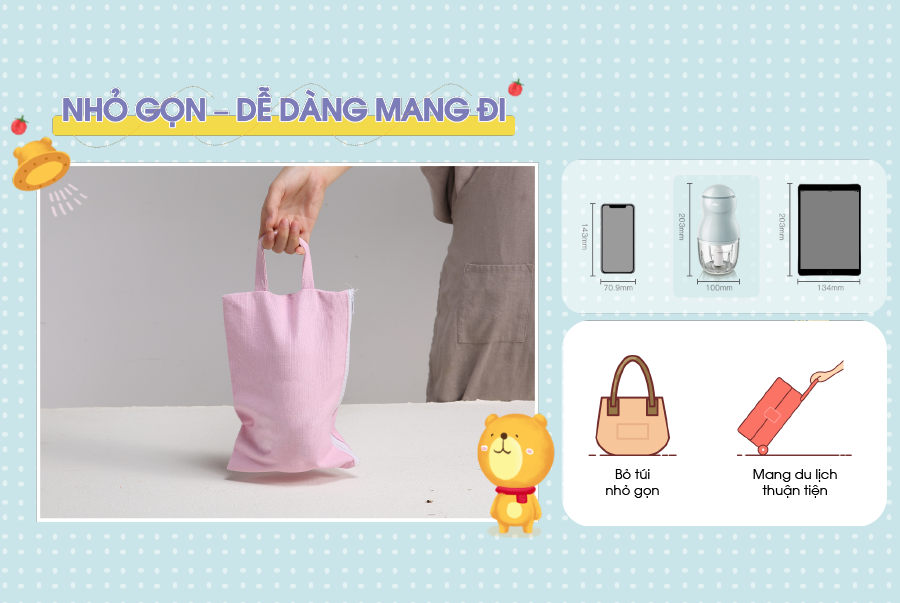 NHỎ GỌN – DỄ DÀNG MANG ĐI
143mm
70.9mm
203mm
100mm
203mm
134mm
Bỏ túi
nhỏ gọn
Mang du lịch
thuận tiện